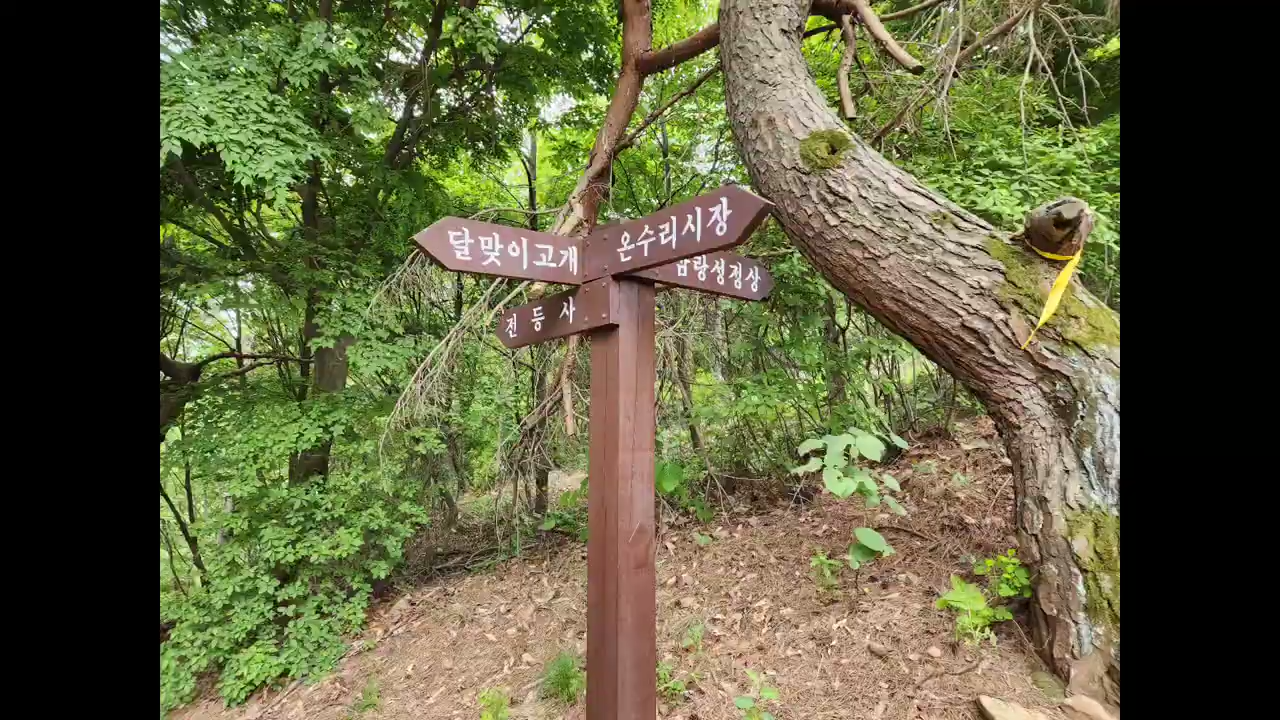 달맞이고개
온수리시장
삼랑성정상
전등사